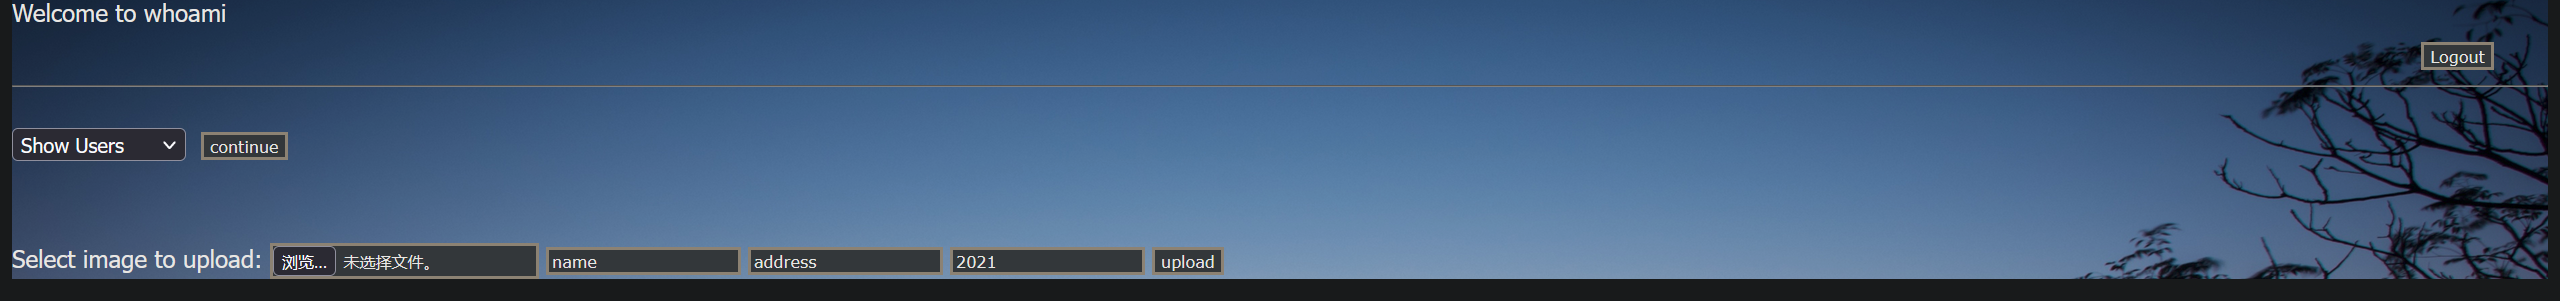 Welcome to whoami
Logout
Show Users continue
Select image to upload: 浏览... 未选择文件。 name address 2021 upload